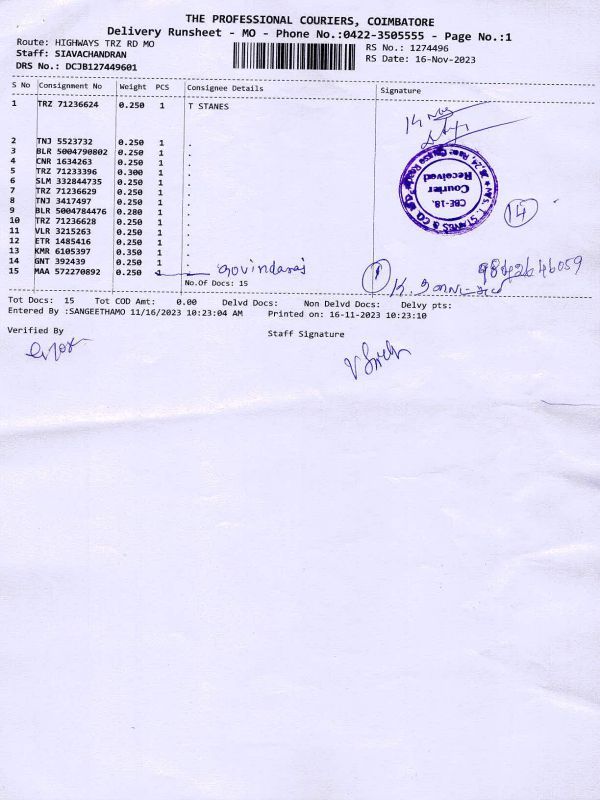 THE PROFESSIONAL COURIERS, COIMBATORE
Delivery Runsheet - MO - Phone No.:0422-3505555 - Page No.:1
Route: HIGHWAYS TRZ RD MO
RS No.: 1274496
Staff: SIAVACHANDRAN
RS Date: 16-Nov-2023
DRS No.: DCJB127449601
S No Consignment No Weight PCS Consignee Details Signature
1 TRZ 71236624 0.250 1 T STANES
2 TNJ 5523732 0.250 1 .
3 BLR 5004790802 0.250 1 .
4 CNR 1634263 0.250 1 .
5 TRZ 71233396 0.300 1 .
6 SLM 332844735 0.250 1 .
7 TRZ 71236629 0.250 1 .
8 TNJ 3417497 0.250 1 .
9 BLR 5004784476 0.280 1 .
10 TRZ 71236628 0.250 1 .
11 VLR 3215263 0.250 1 .
12 ETR 1485416 0.250 1 .
13 KMR 6105397 0.350 1 .
14 GNT 392439 0.250 1 .
15 MAA 572270892 0.250 1 Govindaraj
No.Of Docs: 15
14
Courier
Received
CBE-18.
14
1
Tot Docs: 15 Tot COD Amt: 0.00 Delvd Docs: Non Delvd Docs: Delvy pts:
Entered By :SANGEETHAMO 11/16/2023 10:23:04 AM Printed on: 16-11-2023 10:23:10
Verified By
Staff Signature